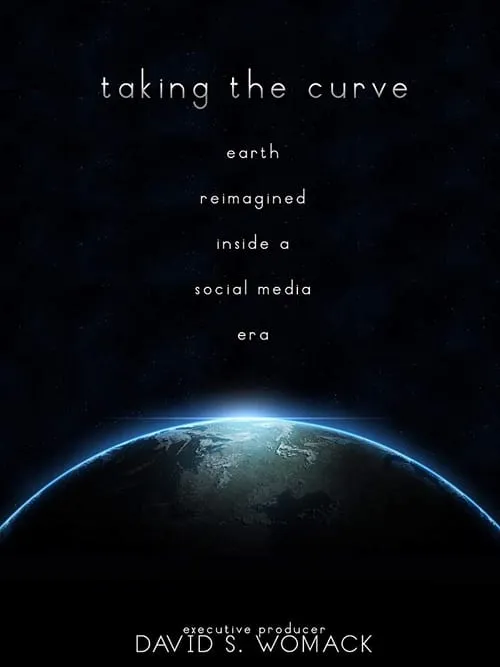 taking the curve
earth
reimagined
inside a
social media
era
executive producer
DAVID S. WOMACK